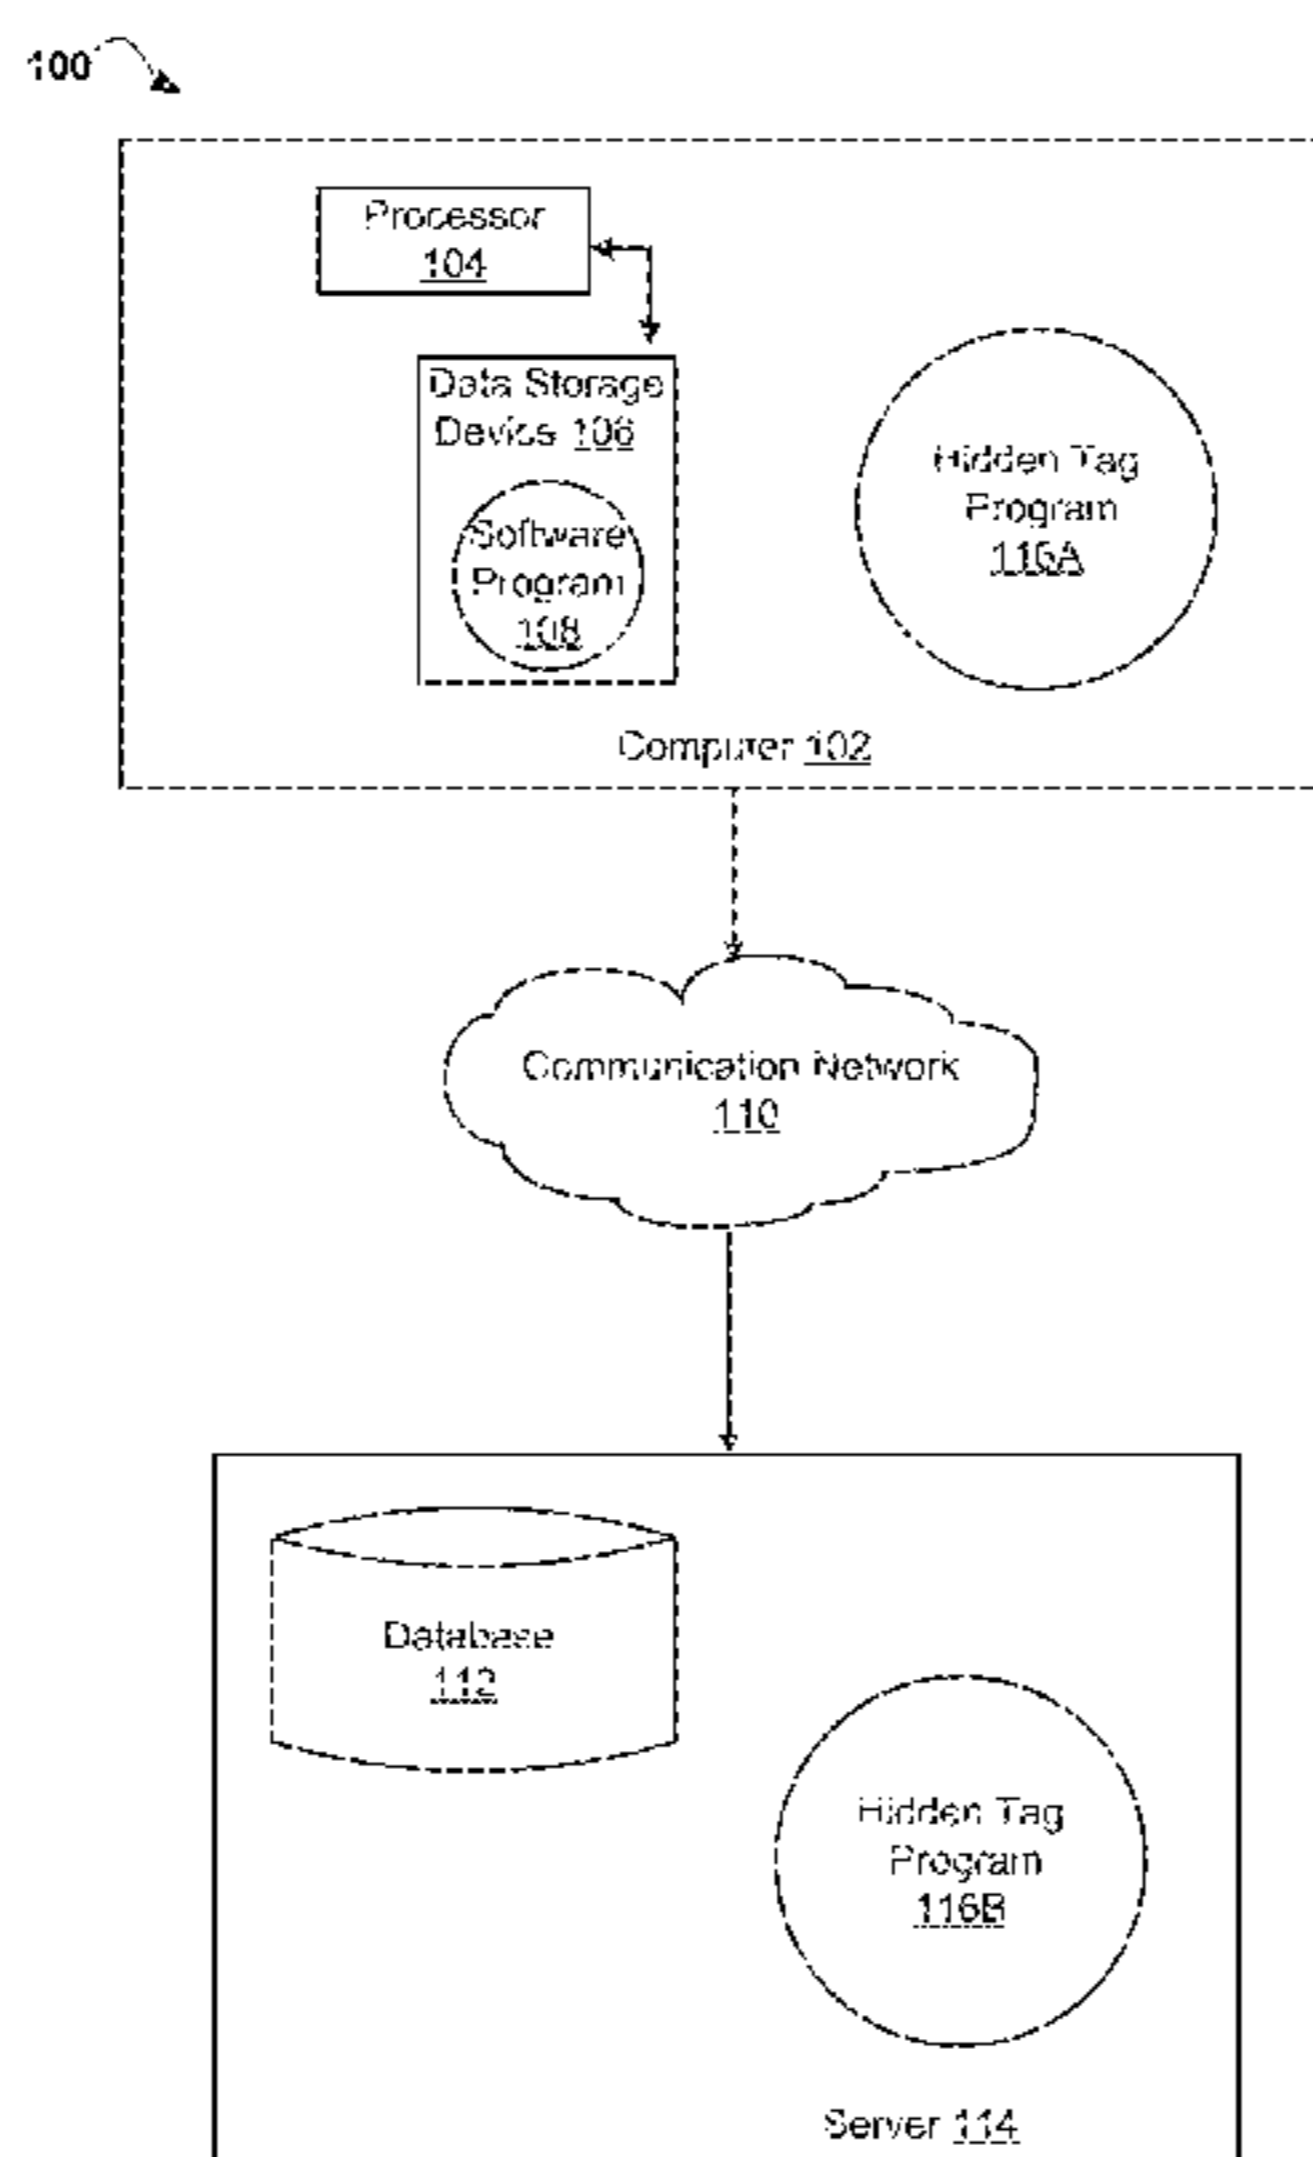 100
Processor
104
Data Storage
Device 106
Software
Program
108
Hidden Tag
Program
116A
Computer 102
Communication Network
110
Database
112
Hidden Tag
Program
116B
Server 114